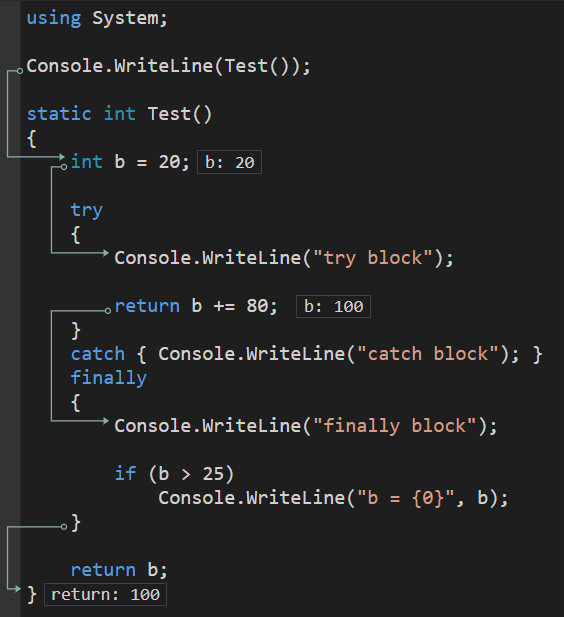 using System;
Console.WriteLine(Test());
static int Test()
{
int b = 20; b: 20
try
{
Console.WriteLine("try block");
return b += 80; b: 100
}
catch { Console.WriteLine("catch block"); }
finally
{
Console.WriteLine("finally block");
if (b > 25)
Console.WriteLine("b = {0}", b);
}
return b;
} return: 100